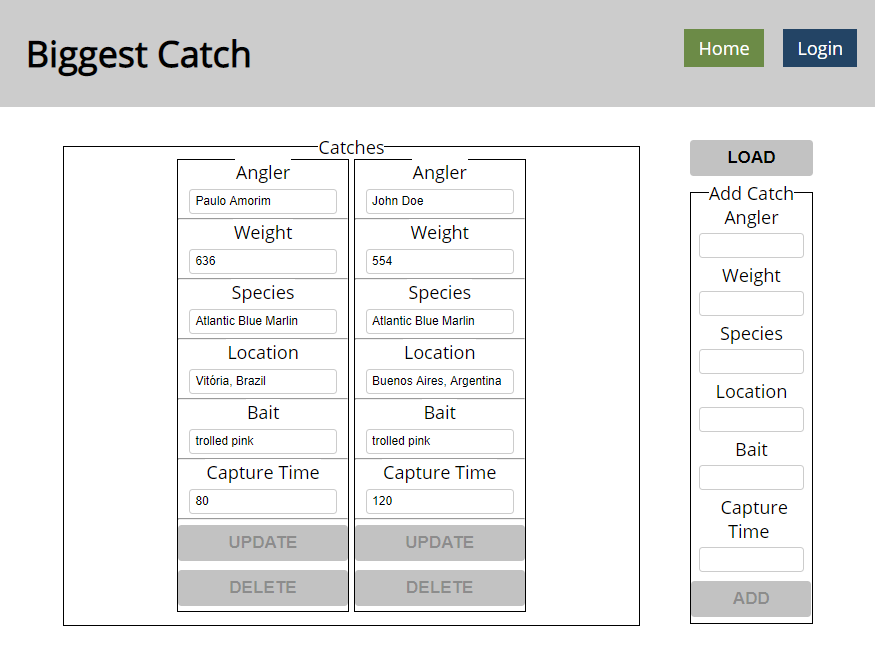 Biggest Catch
Home
Login
Catches
Angler
Paulo Amorim
Weight
636
Species
Atlantic Blue Marlin
Location
Vitória, Brazil
Bait
trolled pink
Capture Time
80
UPDATE
DELETE
Angler
John Doe
Weight
554
Species
Atlantic Blue Marlin
Location
Buenos Aires, Argentina
Bait
trolled pink
Capture Time
120
UPDATE
DELETE
LOAD
Add Catch
Angler
Weight
Species
Location
Bait
Capture
Time
ADD